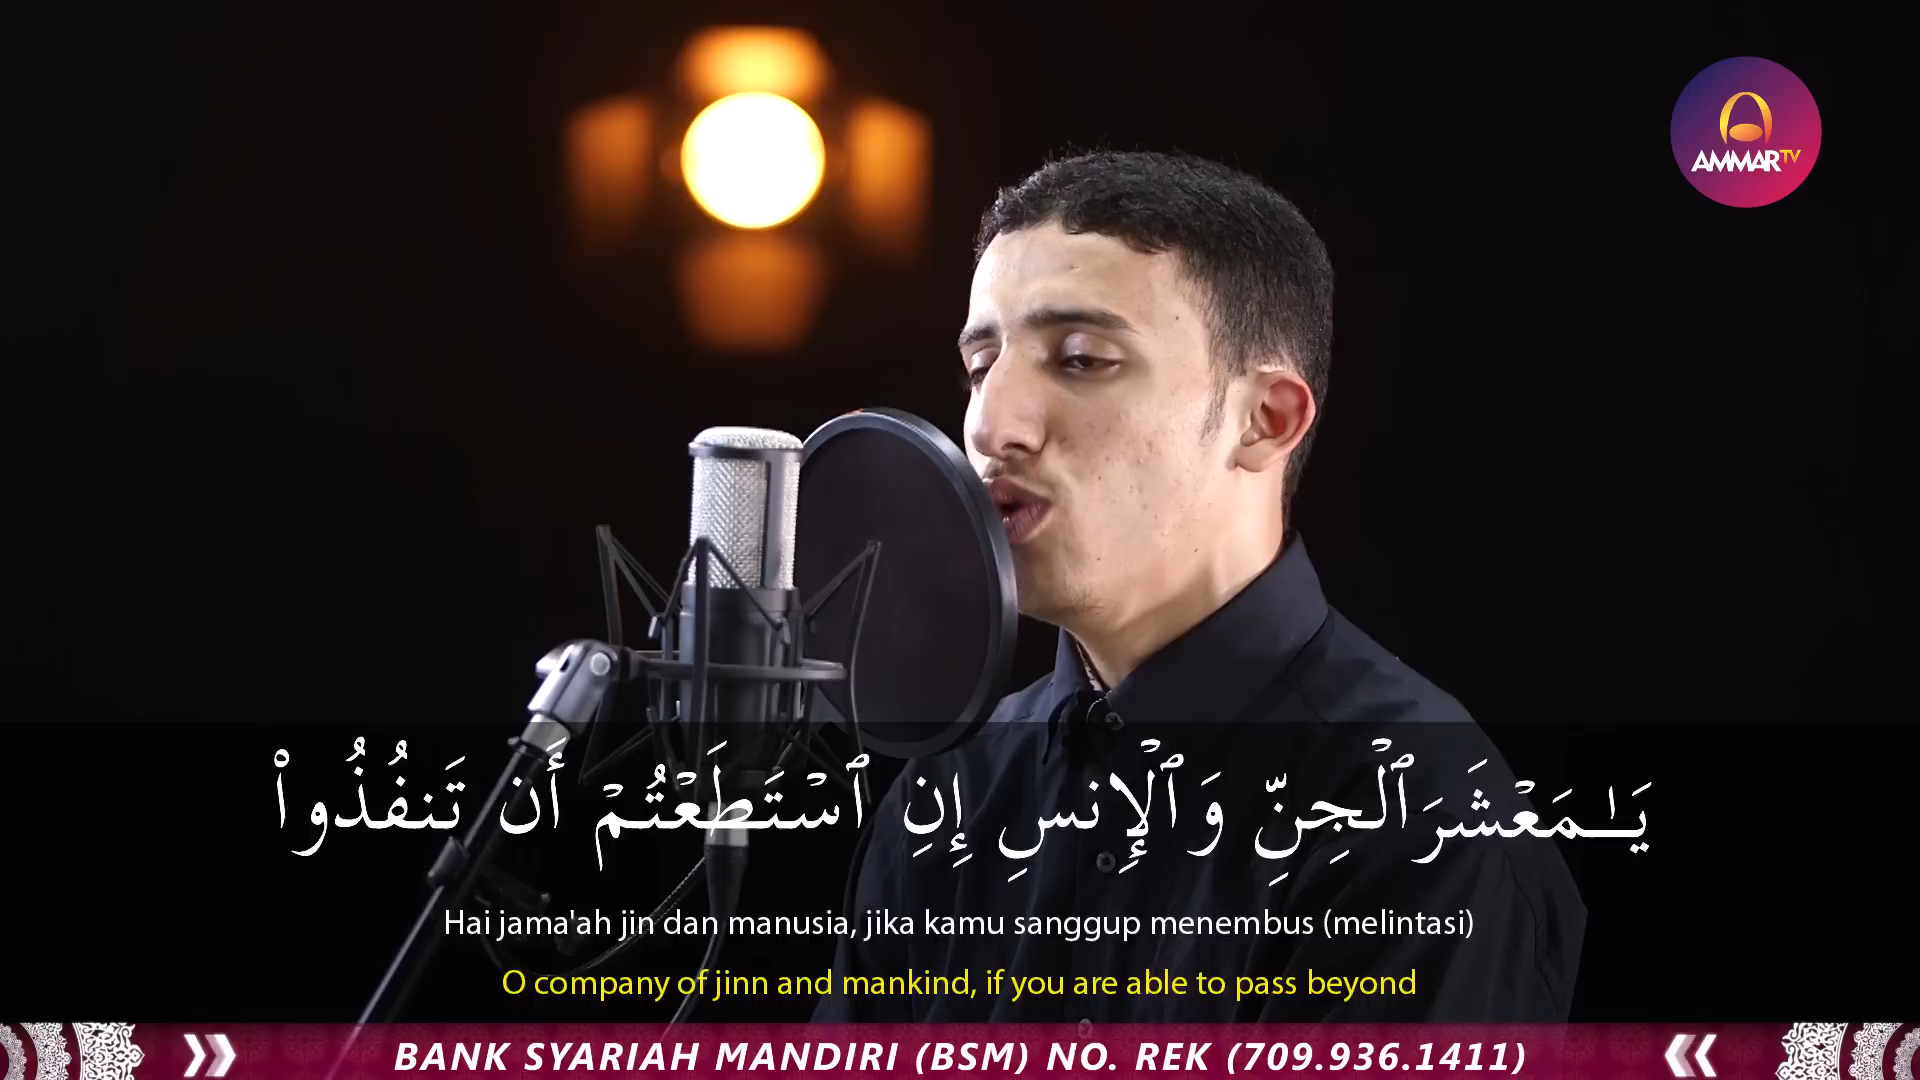 AMMARTV
يَـٰمَعْشَرَ ٱلْجِنِّ وَٱلْإِنسِ إِنِ ٱسْتَطَعْتُمْ أَن تَنفُذُوا۟
Hai jama'ah jin dan manusia, jika kamu sanggup menembus (melintasi)
O company of jinn and mankind, if you are able to pass beyond
BANK SYARIAH MANDIRI (BSM) NO. REK (709.936.1411)